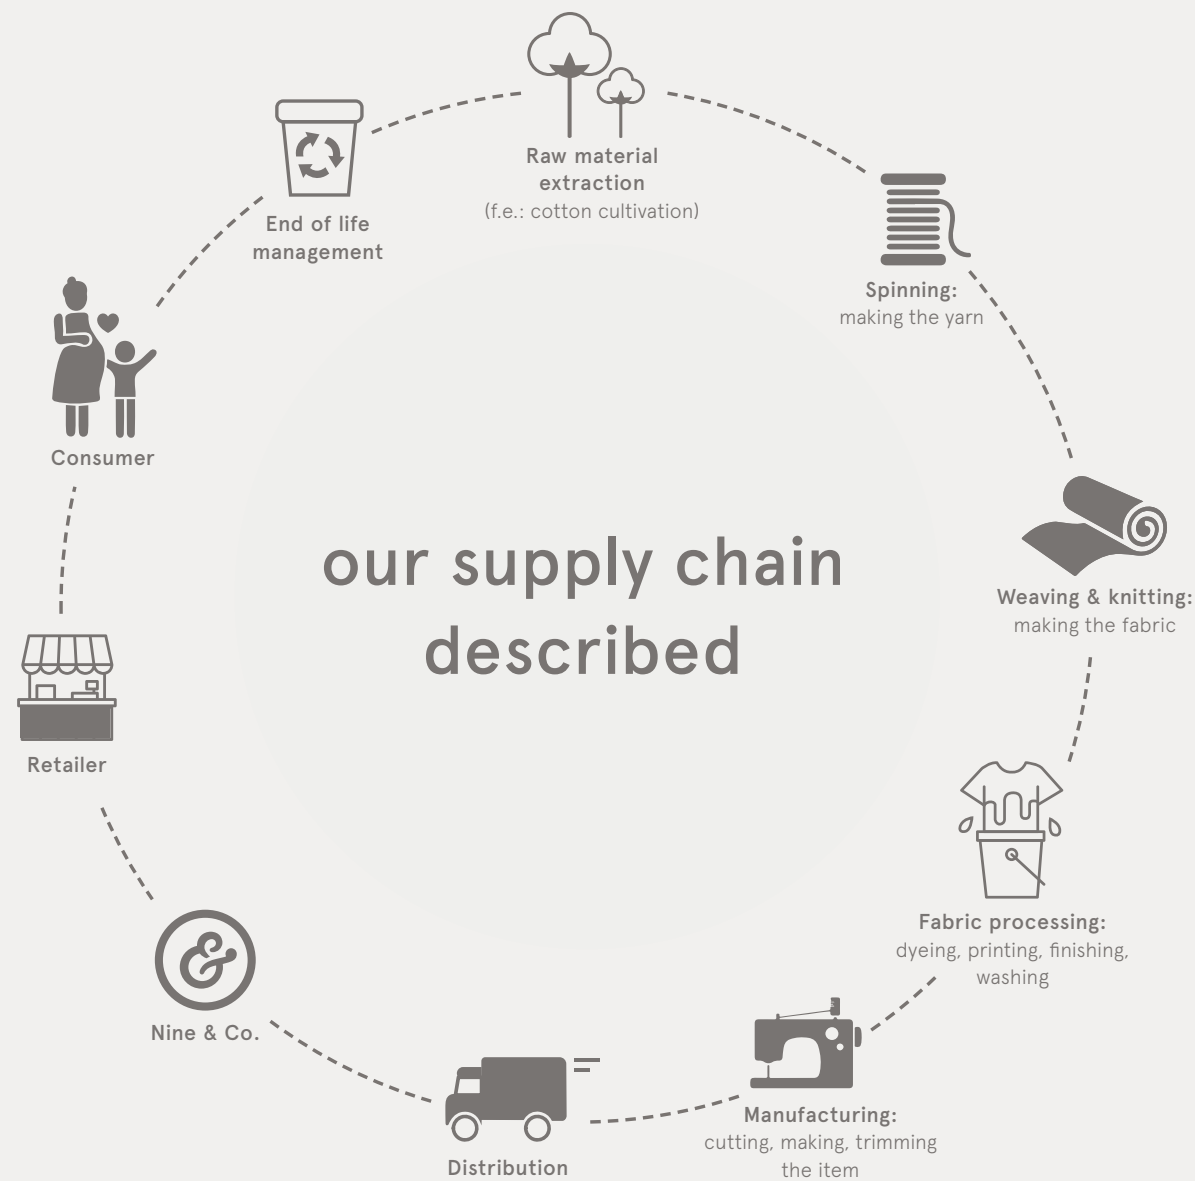 Raw material
extraction
(f.e.: cotton cultivation)
Spinning:
making the yarn
Weaving & knitting:
making the fabric
Fabric processing:
dyeing, printing, finishing,
washing
Manufacturing:
cutting, making, trimming
the item
Distribution
&
Nine & Co.
Retailer
Consumer
End of life
management
our supply chain
described